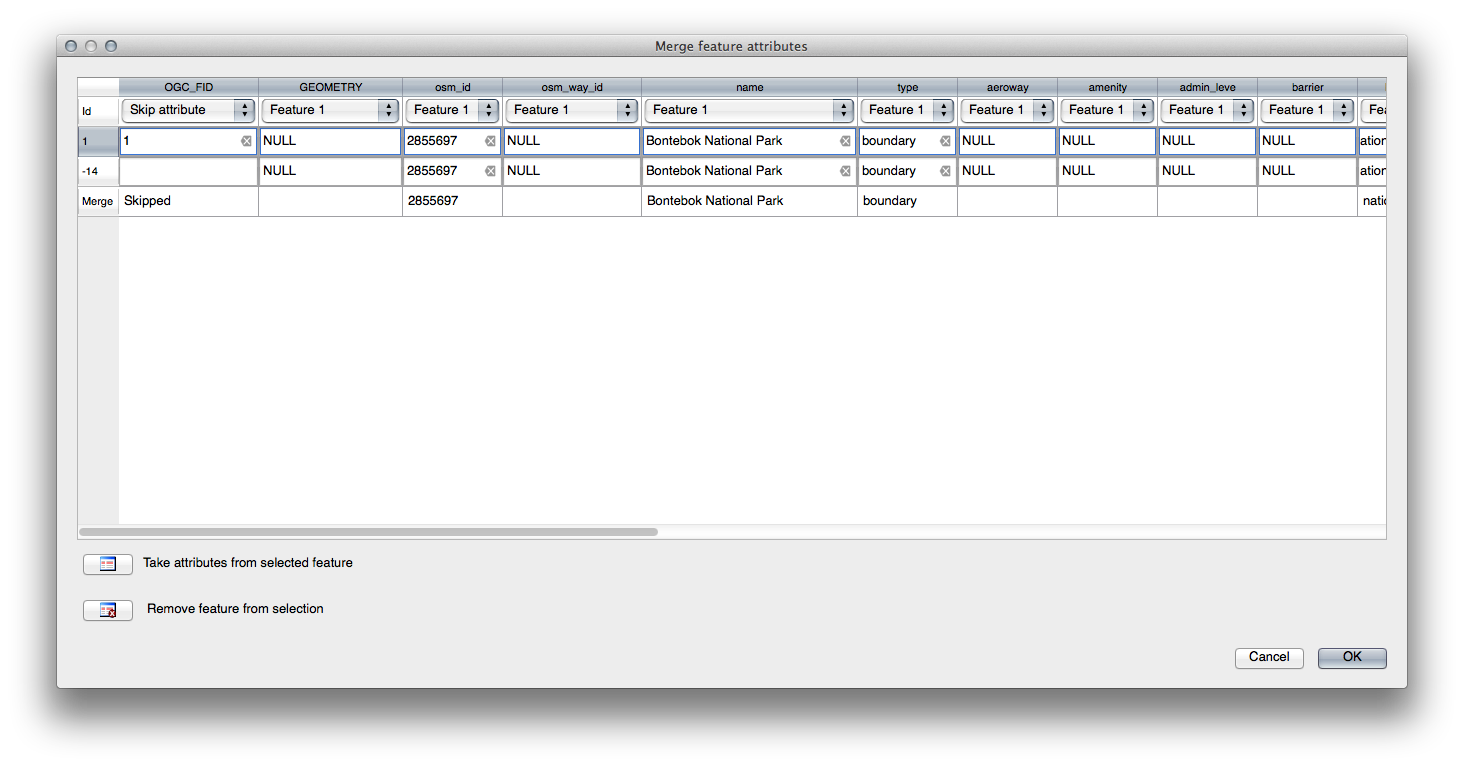 Merge feature attributes
OGC_FID GEOMETRY osm_id osm_way_id name type aeroway amenity admin_leve barrier
Id Skip attribute Feature 1 Feature 1 Feature 1 Feature 1 Feature 1 Feature 1 Feature 1 Feature 1 Feature 1 Fea
1 1 NULL 2855697 NULL Bontebok National Park boundary NULL NULL NULL NULL ation
-14 NULL 2855697 NULL Bontebok National Park boundary NULL NULL NULL NULL ation
Merge Skipped 2855697 Bontebok National Park boundary natic
Take attributes from selected feature
Remove feature from selection
Cancel OK